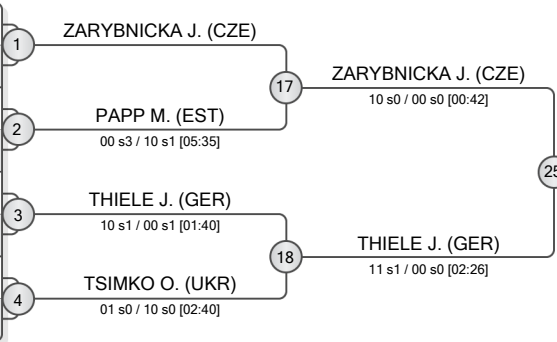 ZARYBNICKA J. (CZE)
1
17
ZARYBNICKA J. (CZE)
10 s0 / 00 s0 [00:42]
PAPP M. (EST)
2
00 s3 / 10 s1 [05:35]
25
THIELE J. (GER)
3
10 s1 / 00 s1 [01:40]
18
THIELE J. (GER)
11 s1 / 00 s0 [02:26]
TSIMKO O. (UKR)
4
01 s0 / 10 s0 [02:40]